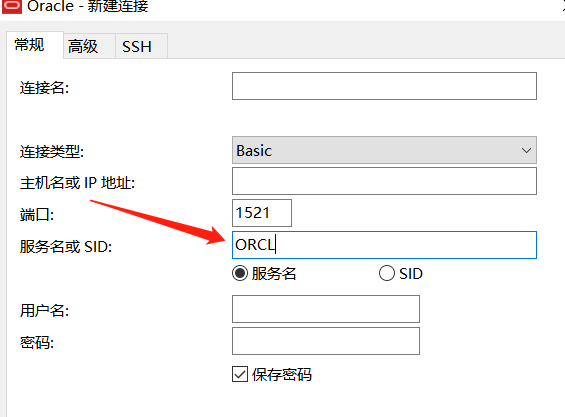 Oracle - 新建连接
常规 高级 SSH
连接名:
连接类型: Basic
主机名或 IP 地址:
端口: 1521
服务名或 SID: ORCL
服务名 SID
用户名:
密码:
保存密码